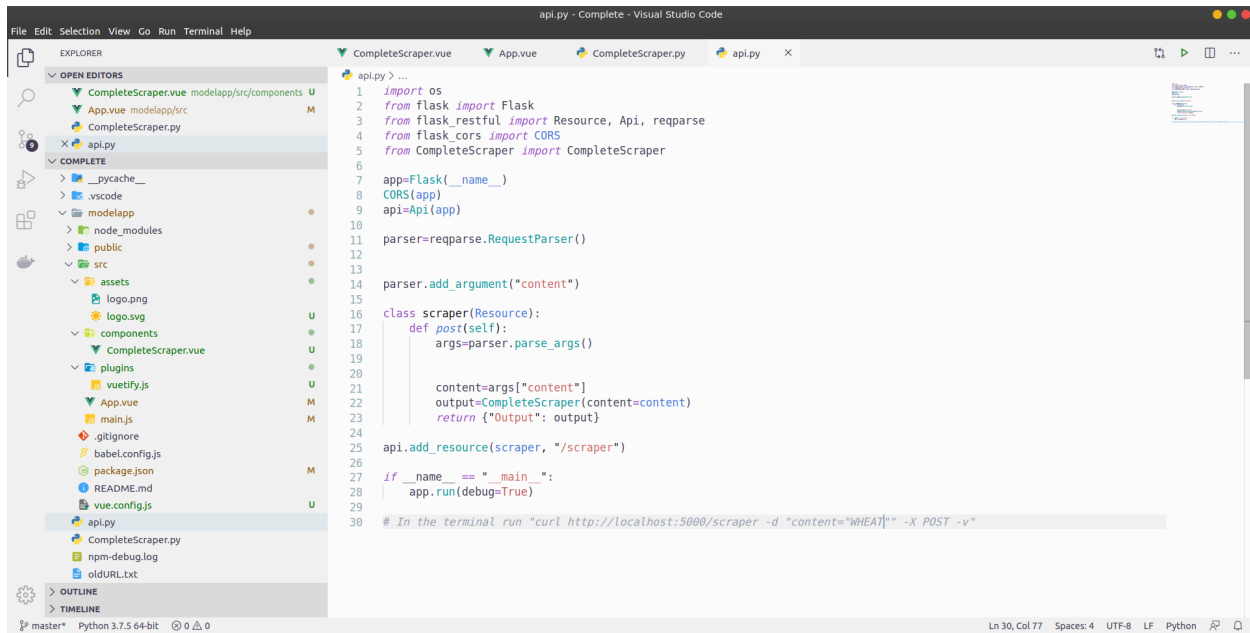 api.py - Complete - Visual Studio Code
File Edit Selection View Go Run Terminal Help
EXPLORER
OPEN EDITORS
CompleteScraper.vue modelapp/src/components U
App.vue modelapp/src M
CompleteScraper.py
api.py
COMPLETE
__pycache__
.vscode
modelapp
node_modules
public
src
assets
logo.png
logo.svg U
components
CompleteScraper.vue U
plugins
vuetify.js U
App.vue M
main.js M
.gitignore
babel.config.js
package.json M
README.md
vue.config.js U
api.py
CompleteScraper.py
npm-debug.log
oldURL.txt
OUTLINE
TIMELINE
9
CompleteScraper.vue App.vue CompleteScraper.py api.py
api.py > ...
1 import os
2 from flask import Flask
3 from flask_restful import Resource, Api, reqparse
4 from flask_cors import CORS
5 from CompleteScraper import CompleteScraper
6
7 app=Flask(__name__)
8 CORS(app)
9 api=Api(app)
10
11 parser=reqparse.RequestParser()
12
13
14 parser.add_argument("content")
15
16 class scraper(Resource):
17 def post(self):
18 args=parser.parse_args()
19
20
21 content=args["content"]
22 output=CompleteScraper(content=content)
23 return {"Output": output}
24
25 api.add_resource(scraper, "/scraper")
26
27 if __name__ == "__main__":
28 app.run(debug=True)
29
30 # In the terminal run "curl http://localhost:5000/scraper -d "content="WHEAT"" -X POST -v"
master* Python 3.7.5 64-bit 0 0 Ln 30, Col 77 Spaces: 4 UTF-8 LF Python